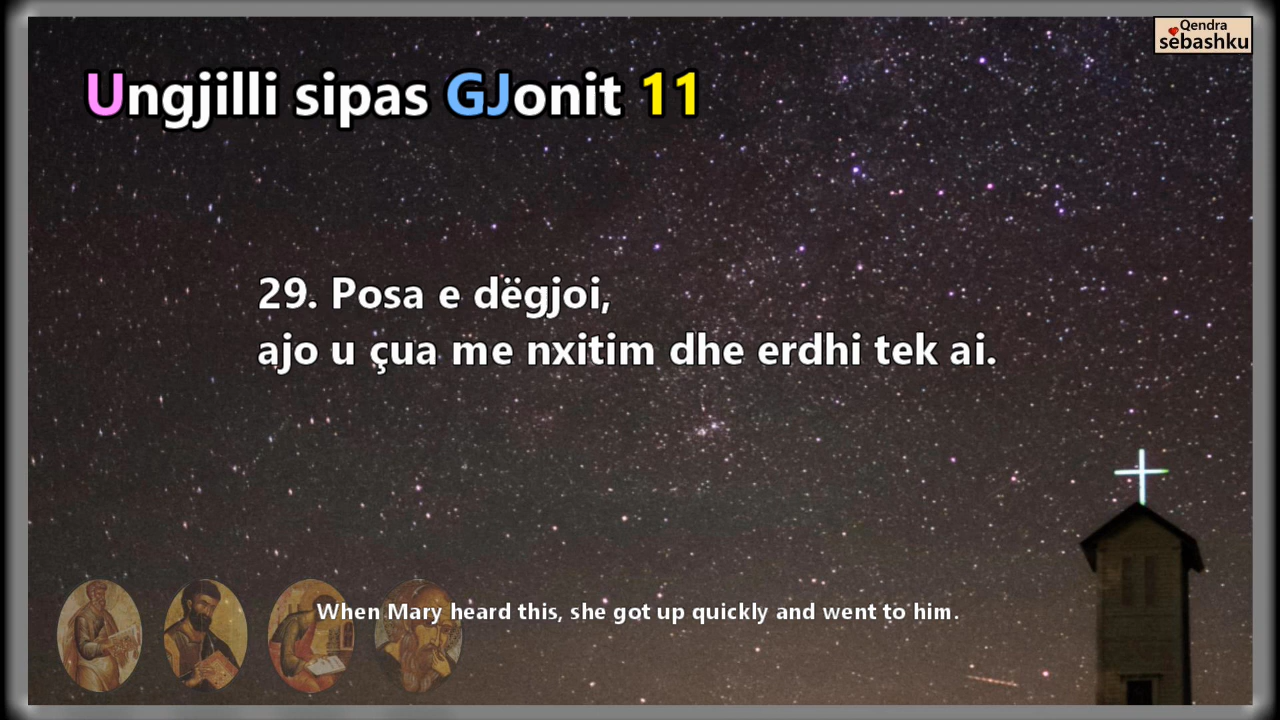 Qendra
sëbashku
Ungjilli sipas GJonit 11
29. Posa e dëgjoi,
ajo u çua me nxitim dhe erdhi tek ai.
When Mary heard this, she got up quickly and went to him.